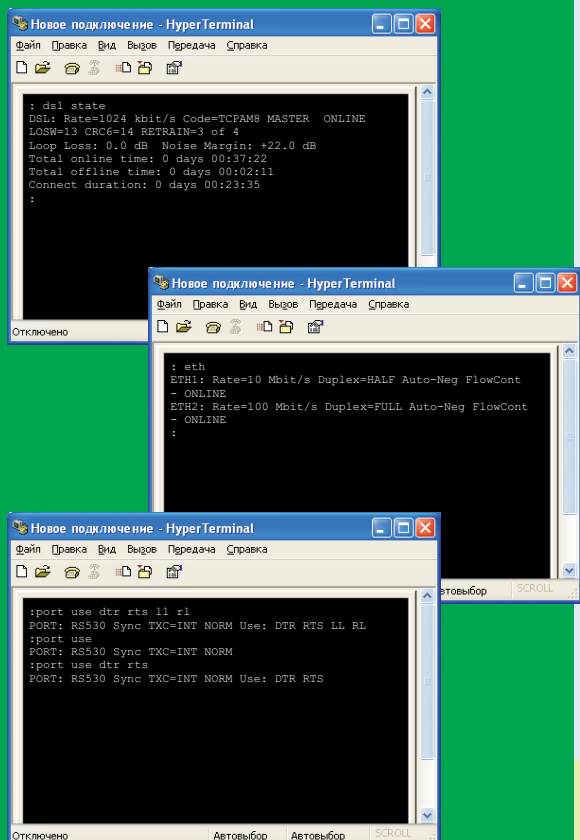 Новое подключение - HyperTerminal
Файл Правка Вид Вызов Передача Справка
: dsl state
DSL: Rate=1024 kbit/s Code=TCPAM8 MASTER  ONLINE
LOSW=13 CRC6=14 RETRAIN=3 of 4
Loop Loss: 0.0 dB  Noise Margin: +22.0 dB
Total online time: 0 days 00:37:22
Total offline time: 0 days 00:02:11
Connect duration: 0 days 00:23:35
:
Отключено
Новое подключение - HyperTerminal
Файл Правка Вид Вызов Передача Справка
: eth
ETH1: Rate=10 Mbit/s Duplex=HALF Auto-Neg FlowCont
- ONLINE
ETH2: Rate=100 Mbit/s Duplex=FULL Auto-Neg FlowCont
- ONLINE
:
втовыбор SCROLL
Новое подключение - HyperTerminal
Файл Правка Вид Вызов Передача Справка
:port use dtr rts ll rl
PORT: RS530 Sync TXC=INT NORM Use: DTR RTS LL RL
:port use
PORT: RS530 Sync TXC=INT NORM
:port use dtr rts
PORT: RS530 Sync TXC=INT NORM Use: DTR RTS
Отключено Автовыбор Автовыбор SCROLL